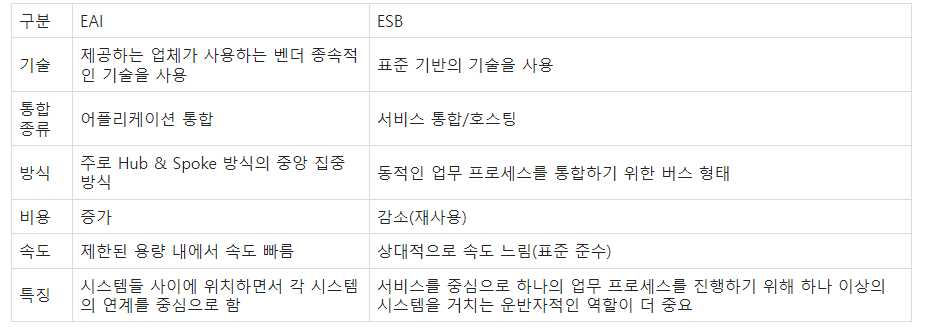 구분 EAI ESB
기술 제공하는 업체가 사용하는 벤더 종속적
인 기술을 사용 표준 기반의 기술을 사용
통합
종류 어플리케이션 통합 서비스 통합/호스팅
방식 주로 Hub & Spoke 방식의 중앙 집중
방식 동적인 업무 프로세스를 통합하기 위한 버스 형태
비용 증가 감소(재사용)
속도 제한된 용량 내에서 속도 빠름 상대적으로 속도 느림(표준 준수)
특징 시스템들 사이에 위치하면서 각 시스템
의 연계를 중심으로 함 서비스를 중심으로 하나의 업무 프로세스를 진행하기 위해 하나 이상의
시스템을 거치는 운반자적인 역할이 더 중요